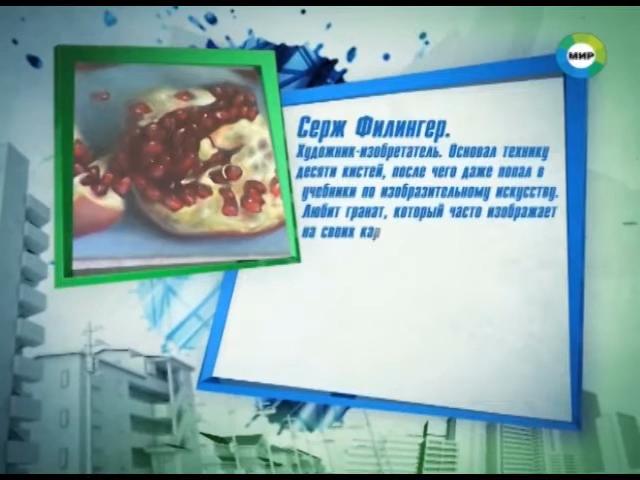 МИР
Серж Филингер.
Художник-изобретатель. Основал технику
десяти кистей, после чего даже попал в
учебники по изобразительному искусству.
Любит гранат, который часто изображает
на своих кар